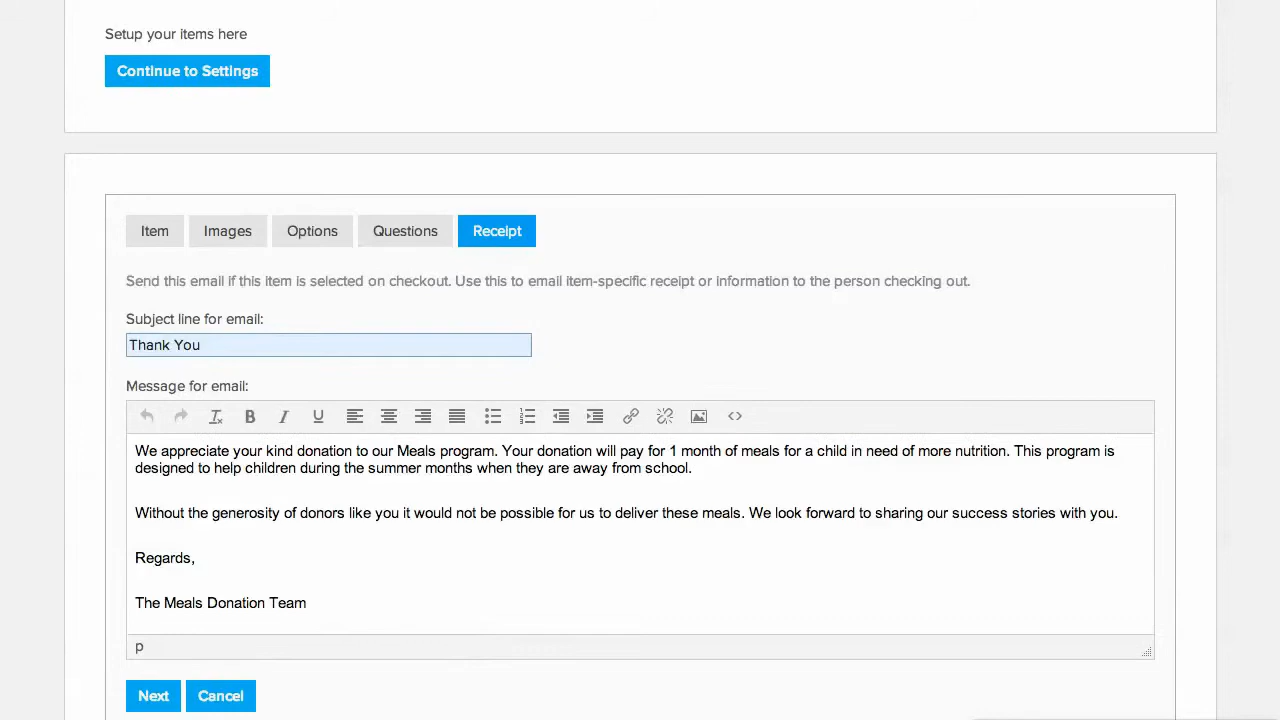 Setup your items here
Continue to Settings
Item Images Options Questions Receipt
Send this email if this item is selected on checkout. Use this to email item-specific receipt or information to the person checking out.
Subject line for email:
Thank You
Message for email:
We appreciate your kind donation to our Meals program. Your donation will pay for 1 month of meals for a child in need of more nutrition. This program is
designed to help children during the summer months when they are away from school.
Without the generosity of donors like you it would not be possible for us to deliver these meals. We look forward to sharing our success stories with you.
Regards,
The Meals Donation Team
p
Next Cancel